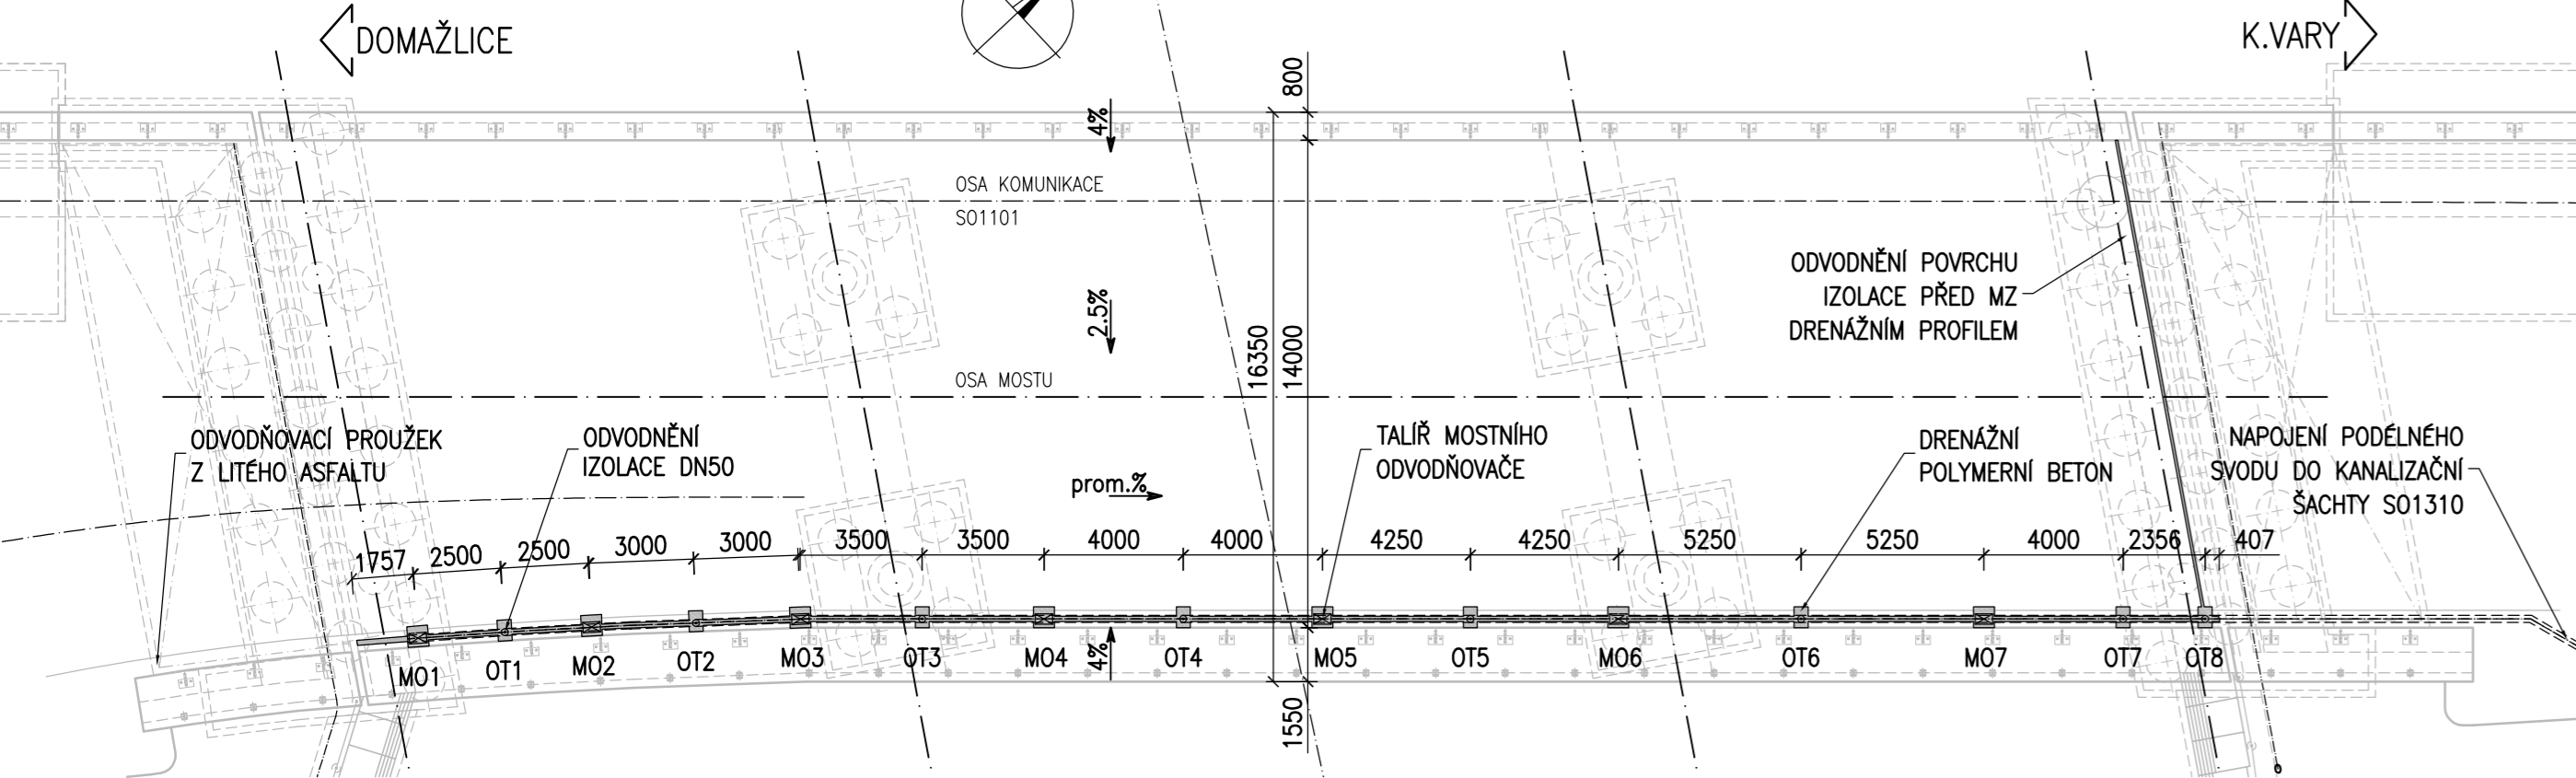 DOMAŽLICE
K.VARY
800
4%
OSA KOMUNIKACE
SO1101
2.5%
16350
14000
ODVODNĚNÍ POVRCHU
IZOLACE PŘED MZ
DRENÁŽNÍM PROFILEM
OSA MOSTU
ODVODŇOVACÍ PROUŽEK
Z LITÉHO ASFALTU
ODVODNĚNÍ
IZOLACE DN50
TALÍŘ MOSTNÍHO
ODVODŇOVAČE
DRENÁŽNÍ
POLYMERNÍ BETON
NAPOJENÍ PODÉLNÉHO
SVODU DO KANALIZAČNÍ
ŠACHTY SO1310
prom.%
1757 2500 2500 3000 3000 3500 3500 4000 4000 4250 4250 5250 5250 4000 2356 407
MO1 OT1 MO2 OT2 MO3 OT3 MO4 4% OT4 MO5 OT5 MO6 OT6 MO7 OT7 OT8
1550